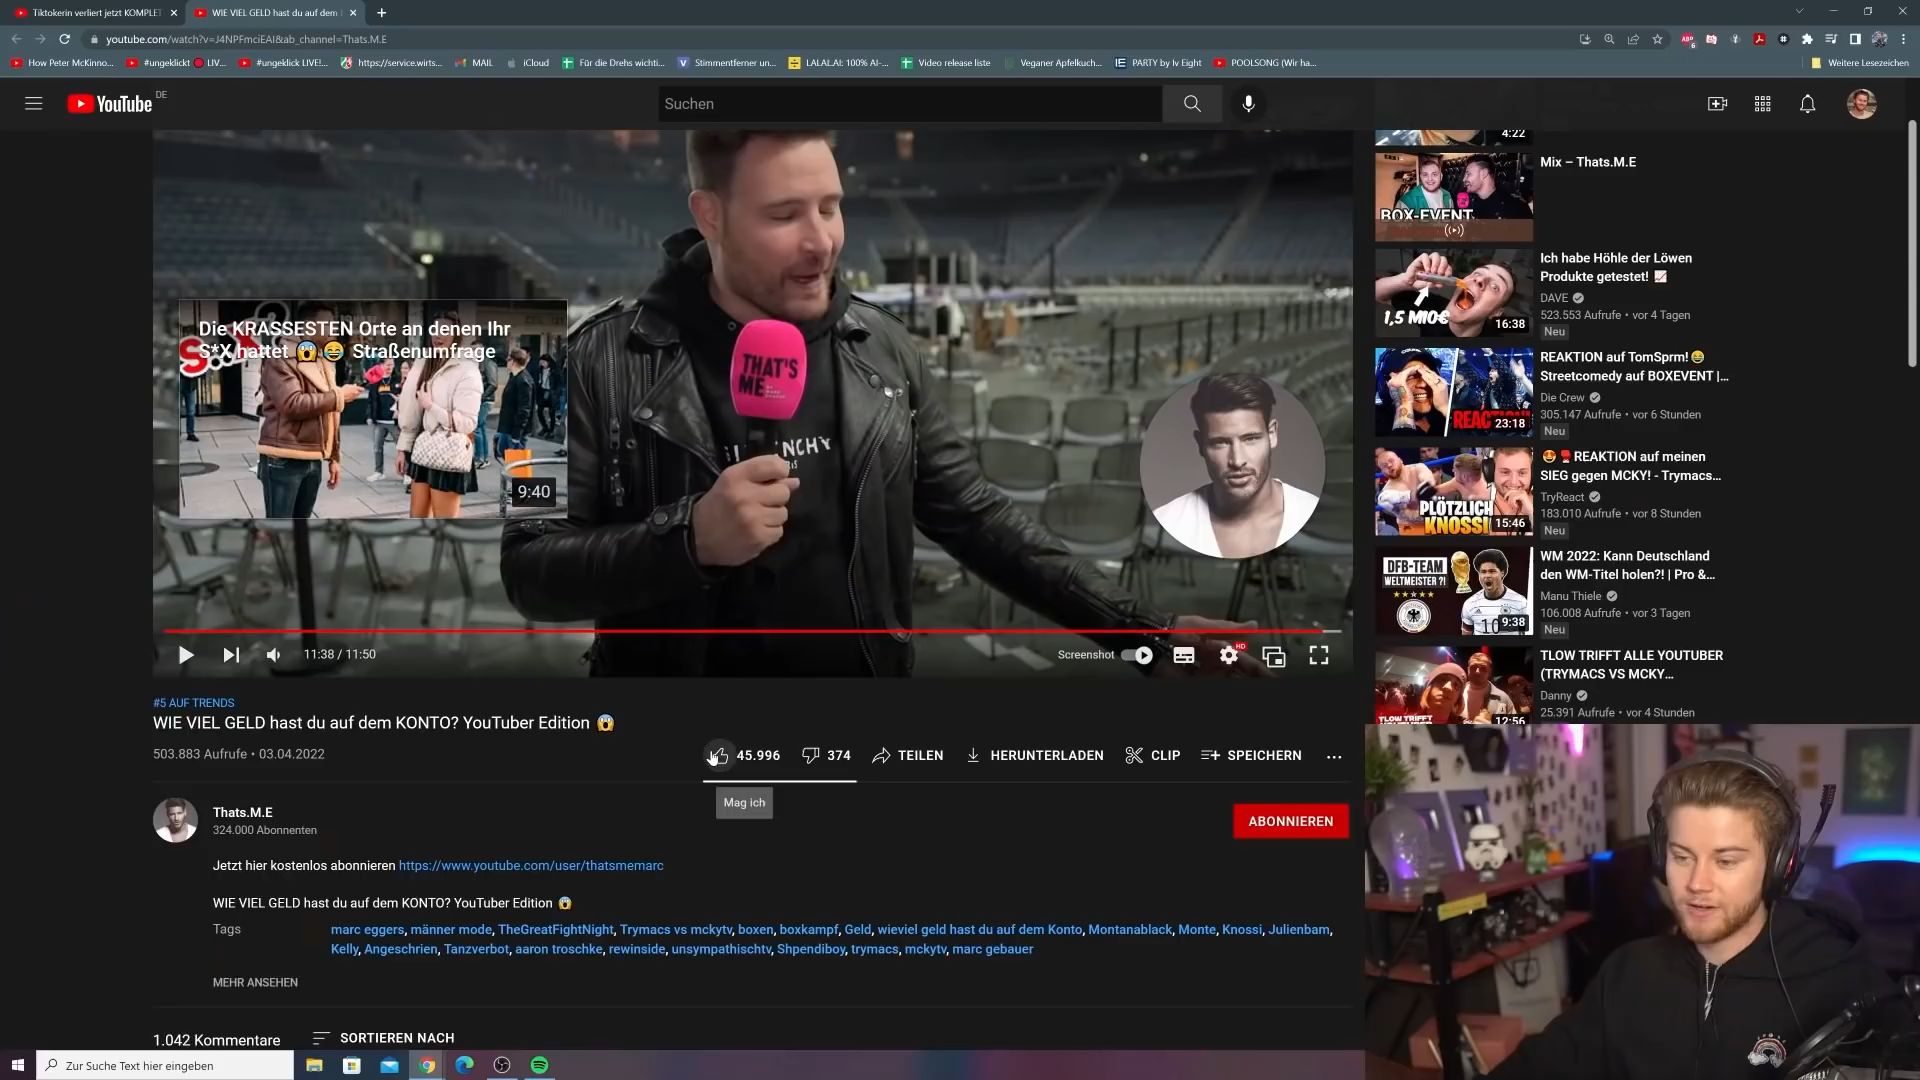 Tiktokerin verliert jetzt KOMPLET
WIE VIEL GELD hast du auf dem
youtube.com/watch?v=J4NPFmciEAI&ab_channel=Thats.M.E
How Peter McKinno...
#ungeklickt 🔴 LIV...
#ungeklick LIVE!...
https://service.wirts...
MAIL
iCloud
Für die Drehs wichti...
Stimmentferner un...
LALAL.AI: 100% AI-...
Video release liste
Veganer Apfelkuch...
PARTY by Iv Eight
POOLSONG (Wir ha...
Weitere Lesezeichen
YouTube DE
Suchen
Die KRASSESTEN Orte an denen Ihr
S*X hattet 😱😂 Straßenumfrage
9:40
THAT'S
ME
11:38 / 11:50
Screenshot
HD
#5 AUF TRENDS
WIE VIEL GELD hast du auf dem KONTO? YouTuber Edition 😱
503.883 Aufrufe • 03.04.2022
45.996
374
TEILEN
HERUNTERLADEN
CLIP
SPEICHERN
Mag ich
Thats.M.E
324.000 Abonnenten
ABONNIEREN
Jetzt hier kostenlos abonnieren https://www.youtube.com/user/thatsmemarc
WIE VIEL GELD hast du auf dem KONTO? YouTuber Edition 😱
Tags
marc eggers, männer mode, TheGreatFightNight, Trymacs vs mckytv, boxen, boxkampf, Geld, wieviel geld hast du auf dem Konto, Montanablack, Monte, Knossi, Julienbam,
Kelly, Angeschrien, Tanzverbot, aaron troschke, rewinside, unsympathischtv, Shpendiboy, trymacs, mckytv, marc gebauer
MEHR ANSEHEN
1.042 Kommentare
SORTIEREN NACH
4:22
BOX-EVENT
Mix – Thats.M.E
1,5 MIO€
16:38
Ich habe Höhle der Löwen
Produkte getestet! 📈
DAVE
523.553 Aufrufe • vor 4 Tagen
Neu
REACTION
23:18
REAKTION auf TomSprm!😂
Streetcomedy auf BOXEVENT |...
Die Crew
305.147 Aufrufe • vor 6 Stunden
Neu
PLÖTZLICH
KNOSSI
15:46
🤩🥊REAKTION auf meinen
SIEG gegen MCKY! - Trymacs...
TryReact
183.010 Aufrufe • vor 8 Stunden
Neu
DFB-TEAM
WELTMEISTER ?!
9:38
WM 2022: Kann Deutschland
den WM-Titel holen?! | Pro &...
Manu Thiele
106.008 Aufrufe • vor 3 Tagen
Neu
TLOW TRIFFT
12:56
TLOW TRIFFT ALLE YOUTUBER
(TRYMACS VS MCKY...
Danny
25.391 Aufrufe • vor 4 Stunden
Zur Suche Text hier eingeben